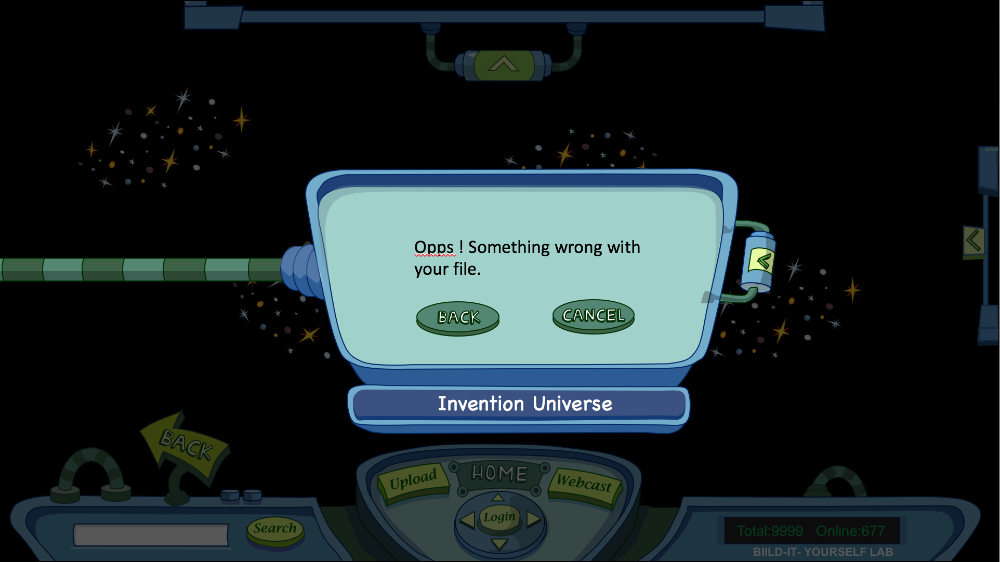 Opps ! Something wrong with
your file.
BACK
CANCEL
Invention Universe
BACK
Upload
HOME
Webcast
Login
Search
Total:9999 Online:677
BIILD-IT- YOURSELF LAB